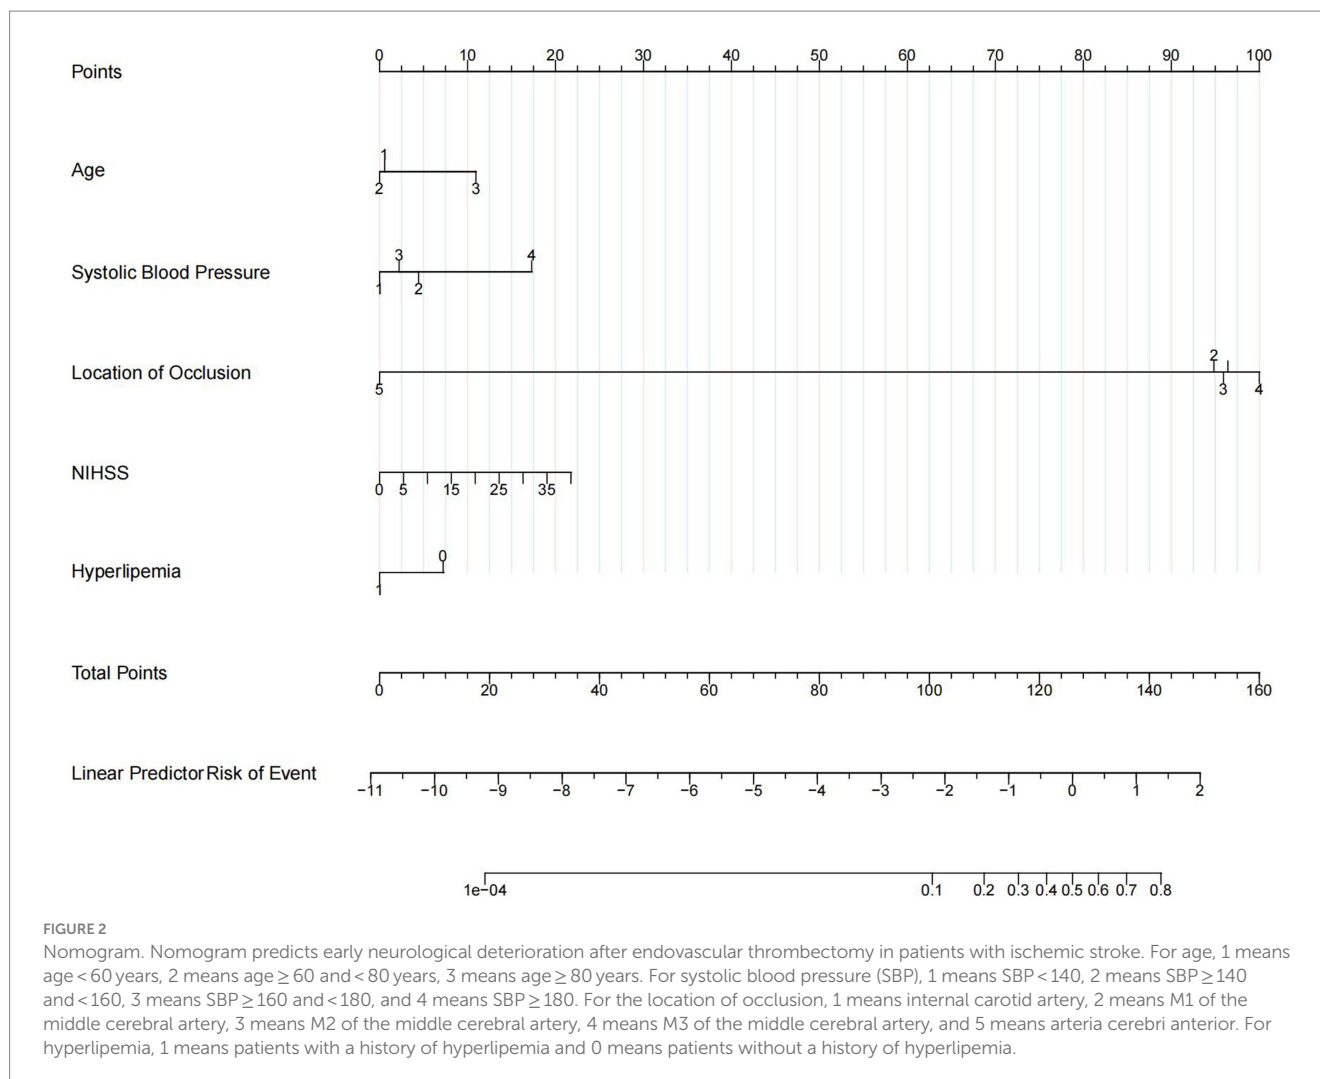 0 10 20 30 40 50 60 70 80 90 100
Points
1
Age
2 3
3 4
Systolic Blood Pressure
1 2
2
Location of Occlusion
5 3 4
NIHSS
0 5 15 25 35
0
Hyperlipemia
1
Total Points
0 20 40 60 80 100 120 140 160
Linear Predictor Risk of Event
−11 −10 −9 −8 −7 −6 −5 −4 −3 −2 −1 0 1 2
1e−04 0.1 0.2 0.3 0.4 0.5 0.6 0.7 0.8
FIGURE 2
Nomogram. Nomogram predicts early neurological deterioration after endovascular thrombectomy in patients with ischemic stroke. For age, 1 means
age < 60 years, 2 means age ≥ 60 and < 80 years, 3 means age ≥ 80 years. For systolic blood pressure (SBP), 1 means SBP < 140, 2 means SBP ≥ 140
and < 160, 3 means SBP ≥ 160 and < 180, and 4 means SBP ≥ 180. For the location of occlusion, 1 means internal carotid artery, 2 means M1 of the
middle cerebral artery, 3 means M2 of the middle cerebral artery, 4 means M3 of the middle cerebral artery, and 5 means arteria cerebri anterior. For
hyperlipemia, 1 means patients with a history of hyperlipemia and 0 means patients without a history of hyperlipemia.